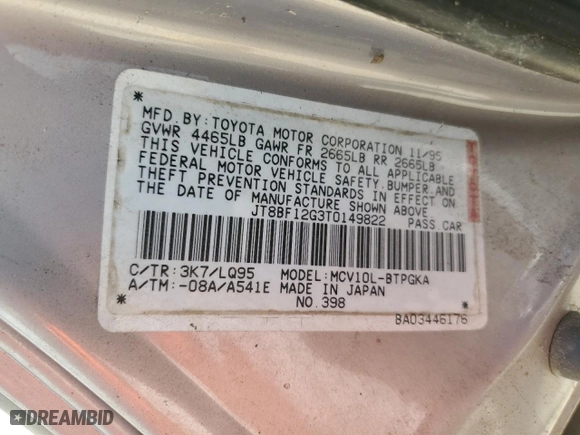 MFD. BY: TOYOTA MOTOR CORPORATION 11/95
GVWR 4465LB GAWR FR 2665LB RR 2665LB
THIS VEHICLE CONFORMS TO ALL APPLICABLE
FEDERAL MOTOR VEHICLE SAFETY, BUMPER, AND
THEFT PREVENTION STANDARDS IN EFFECT ON
THE DATE OF MANUFACTURE SHOWN ABOVE
JT8BF12G3T0149822 PASS. CAR
C/TR: 3K7/LQ95 MODEL: MCV10L-BTPGKA
A/TM: -08A/A541E MADE IN JAPAN
NO. 398
BA03446176
DREAMBID